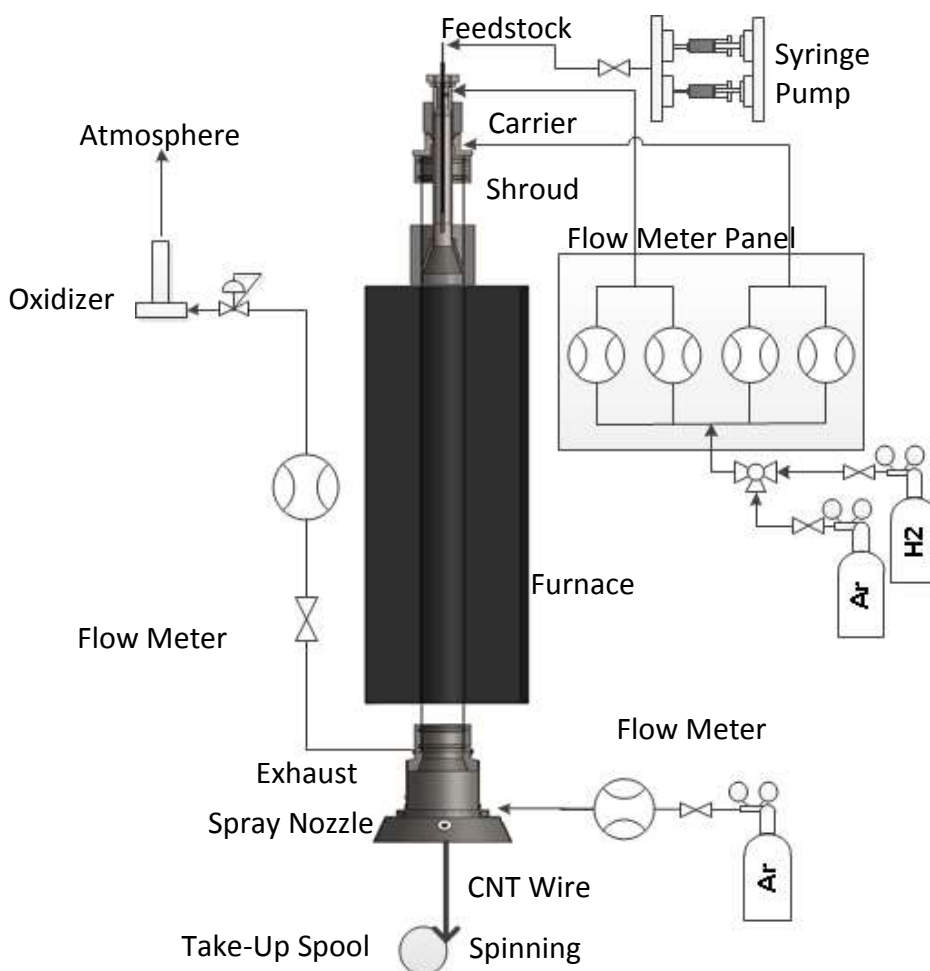 Feedstock
Syringe
Pump
Atmosphere
Carrier
Shroud
Flow Meter Panel
Oxidizer
H2
Ar
Furnace
Flow Meter
Flow Meter
Exhaust
Spray Nozzle
Ar
CNT Wire
Take-Up Spool
Spinning